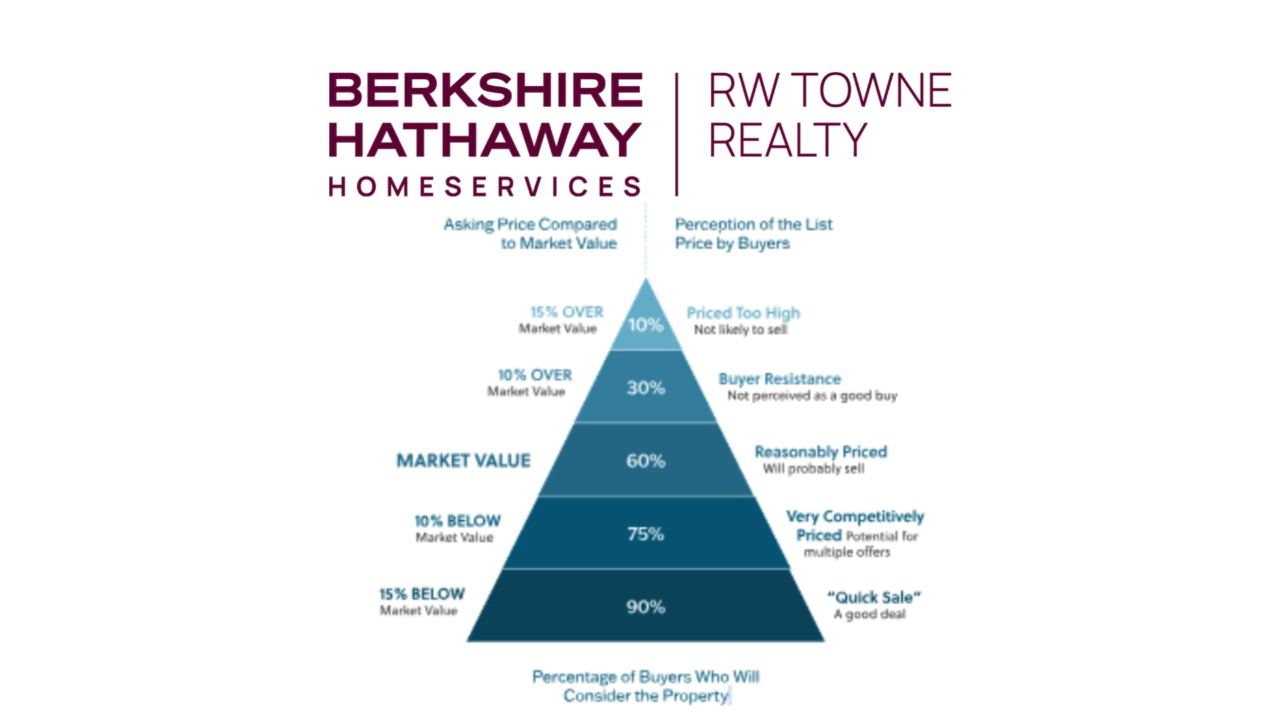 BERKSHIRE
HATHAWAY
HOMESERVICES
RW TOWNE
REALTY
Asking Price Compared
to Market Value
Perception of the List
Price by Buyers
15% OVER
Market Value
10%
Priced Too High
Not likely to sell
10% OVER
Market Value
30%
Buyer Resistance
Not perceived as a good buy
MARKET VALUE
60%
Reasonably Priced
Will probably sell
10% BELOW
Market Value
75%
Very Competitively
Priced Potential for
multiple offers
15% BELOW
Market Value
90%
“Quick Sale”
A good deal
Percentage of Buyers Who Will
Consider the Property